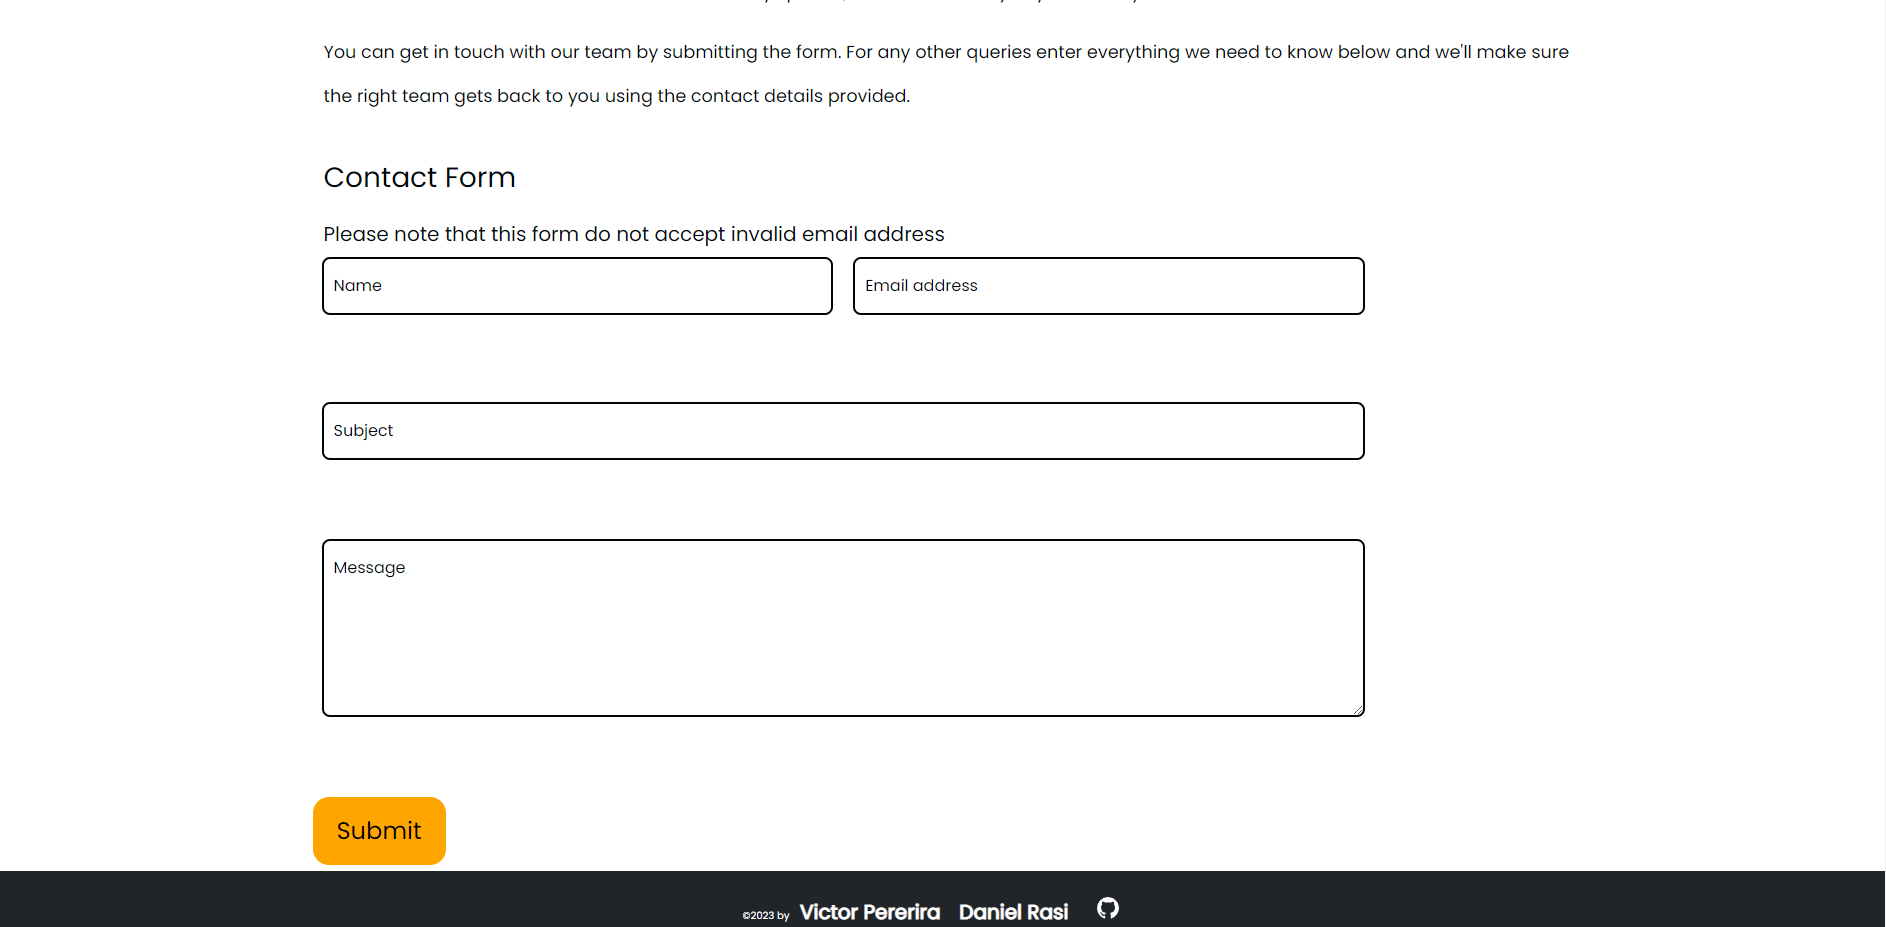 You can get in touch with our team by submitting the form. For any other queries enter everything we need to know below and we'll make sure
the right team gets back to you using the contact details provided.
Contact Form
Please note that this form do not accept invalid email address
Name Email address
Subject
Message
Submit
©2023 by Victor Pererira Daniel Rasi